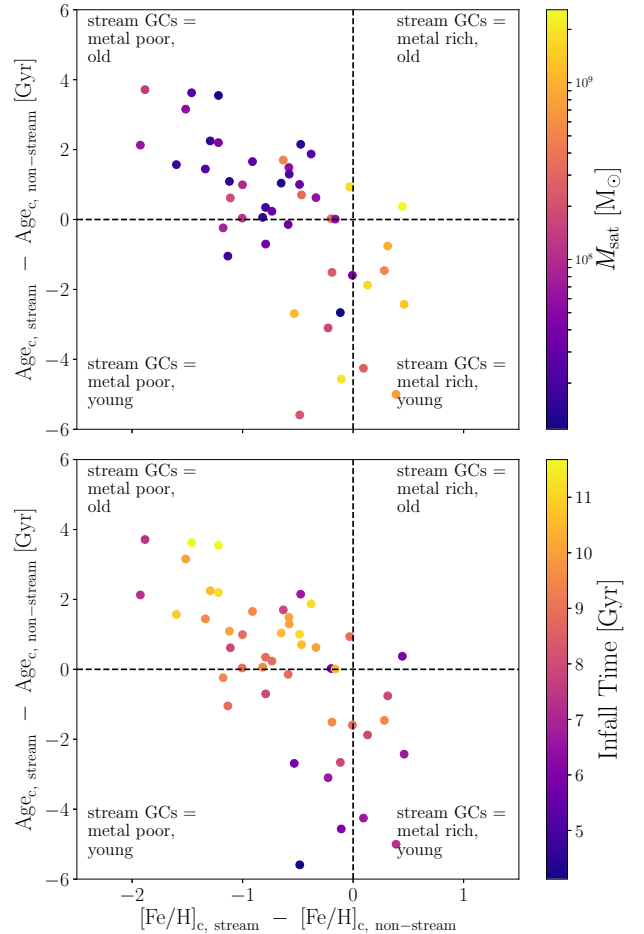 6
4
2
0
−2
−4
−6
Age_c, stream − Age_c, non−stream [Gyr]
stream GCs =
metal poor,
old
stream GCs =
metal rich,
old
stream GCs =
metal poor,
young
stream GCs =
metal rich,
young
10⁹
10⁸
M_sat [M_⊙]
6
4
2
0
−2
−4
−6
Age_c, stream − Age_c, non−stream [Gyr]
stream GCs =
metal poor,
old
stream GCs =
metal rich,
old
stream GCs =
metal poor,
young
stream GCs =
metal rich,
young
−2 −1 0 1
[Fe/H]_c, stream − [Fe/H]_c, non−stream
11
10
9
8
7
6
5
Infall Time [Gyr]